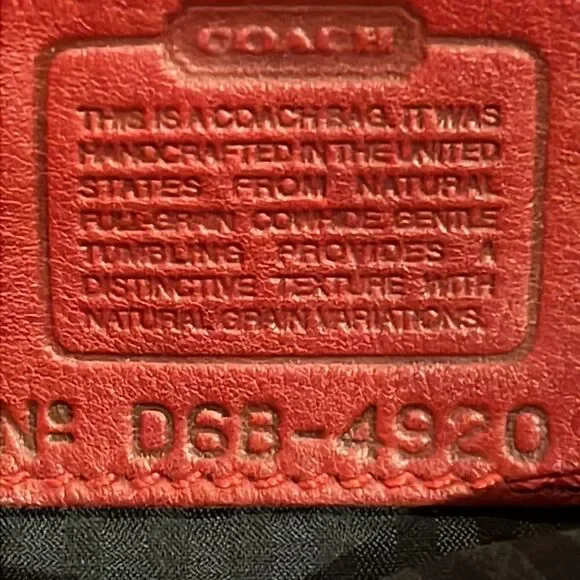 COACH
THIS IS A COACH BAG. IT WAS
HANDCRAFTED IN THE UNITED
STATES FROM NATURAL
FULL-GRAIN COWHIDE. GENTLE
TUMBLING PROVIDES A
DISTINCTIVE TEXTURE WITH
NATURAL GRAIN VARIATIONS.
Nº D6B-4920